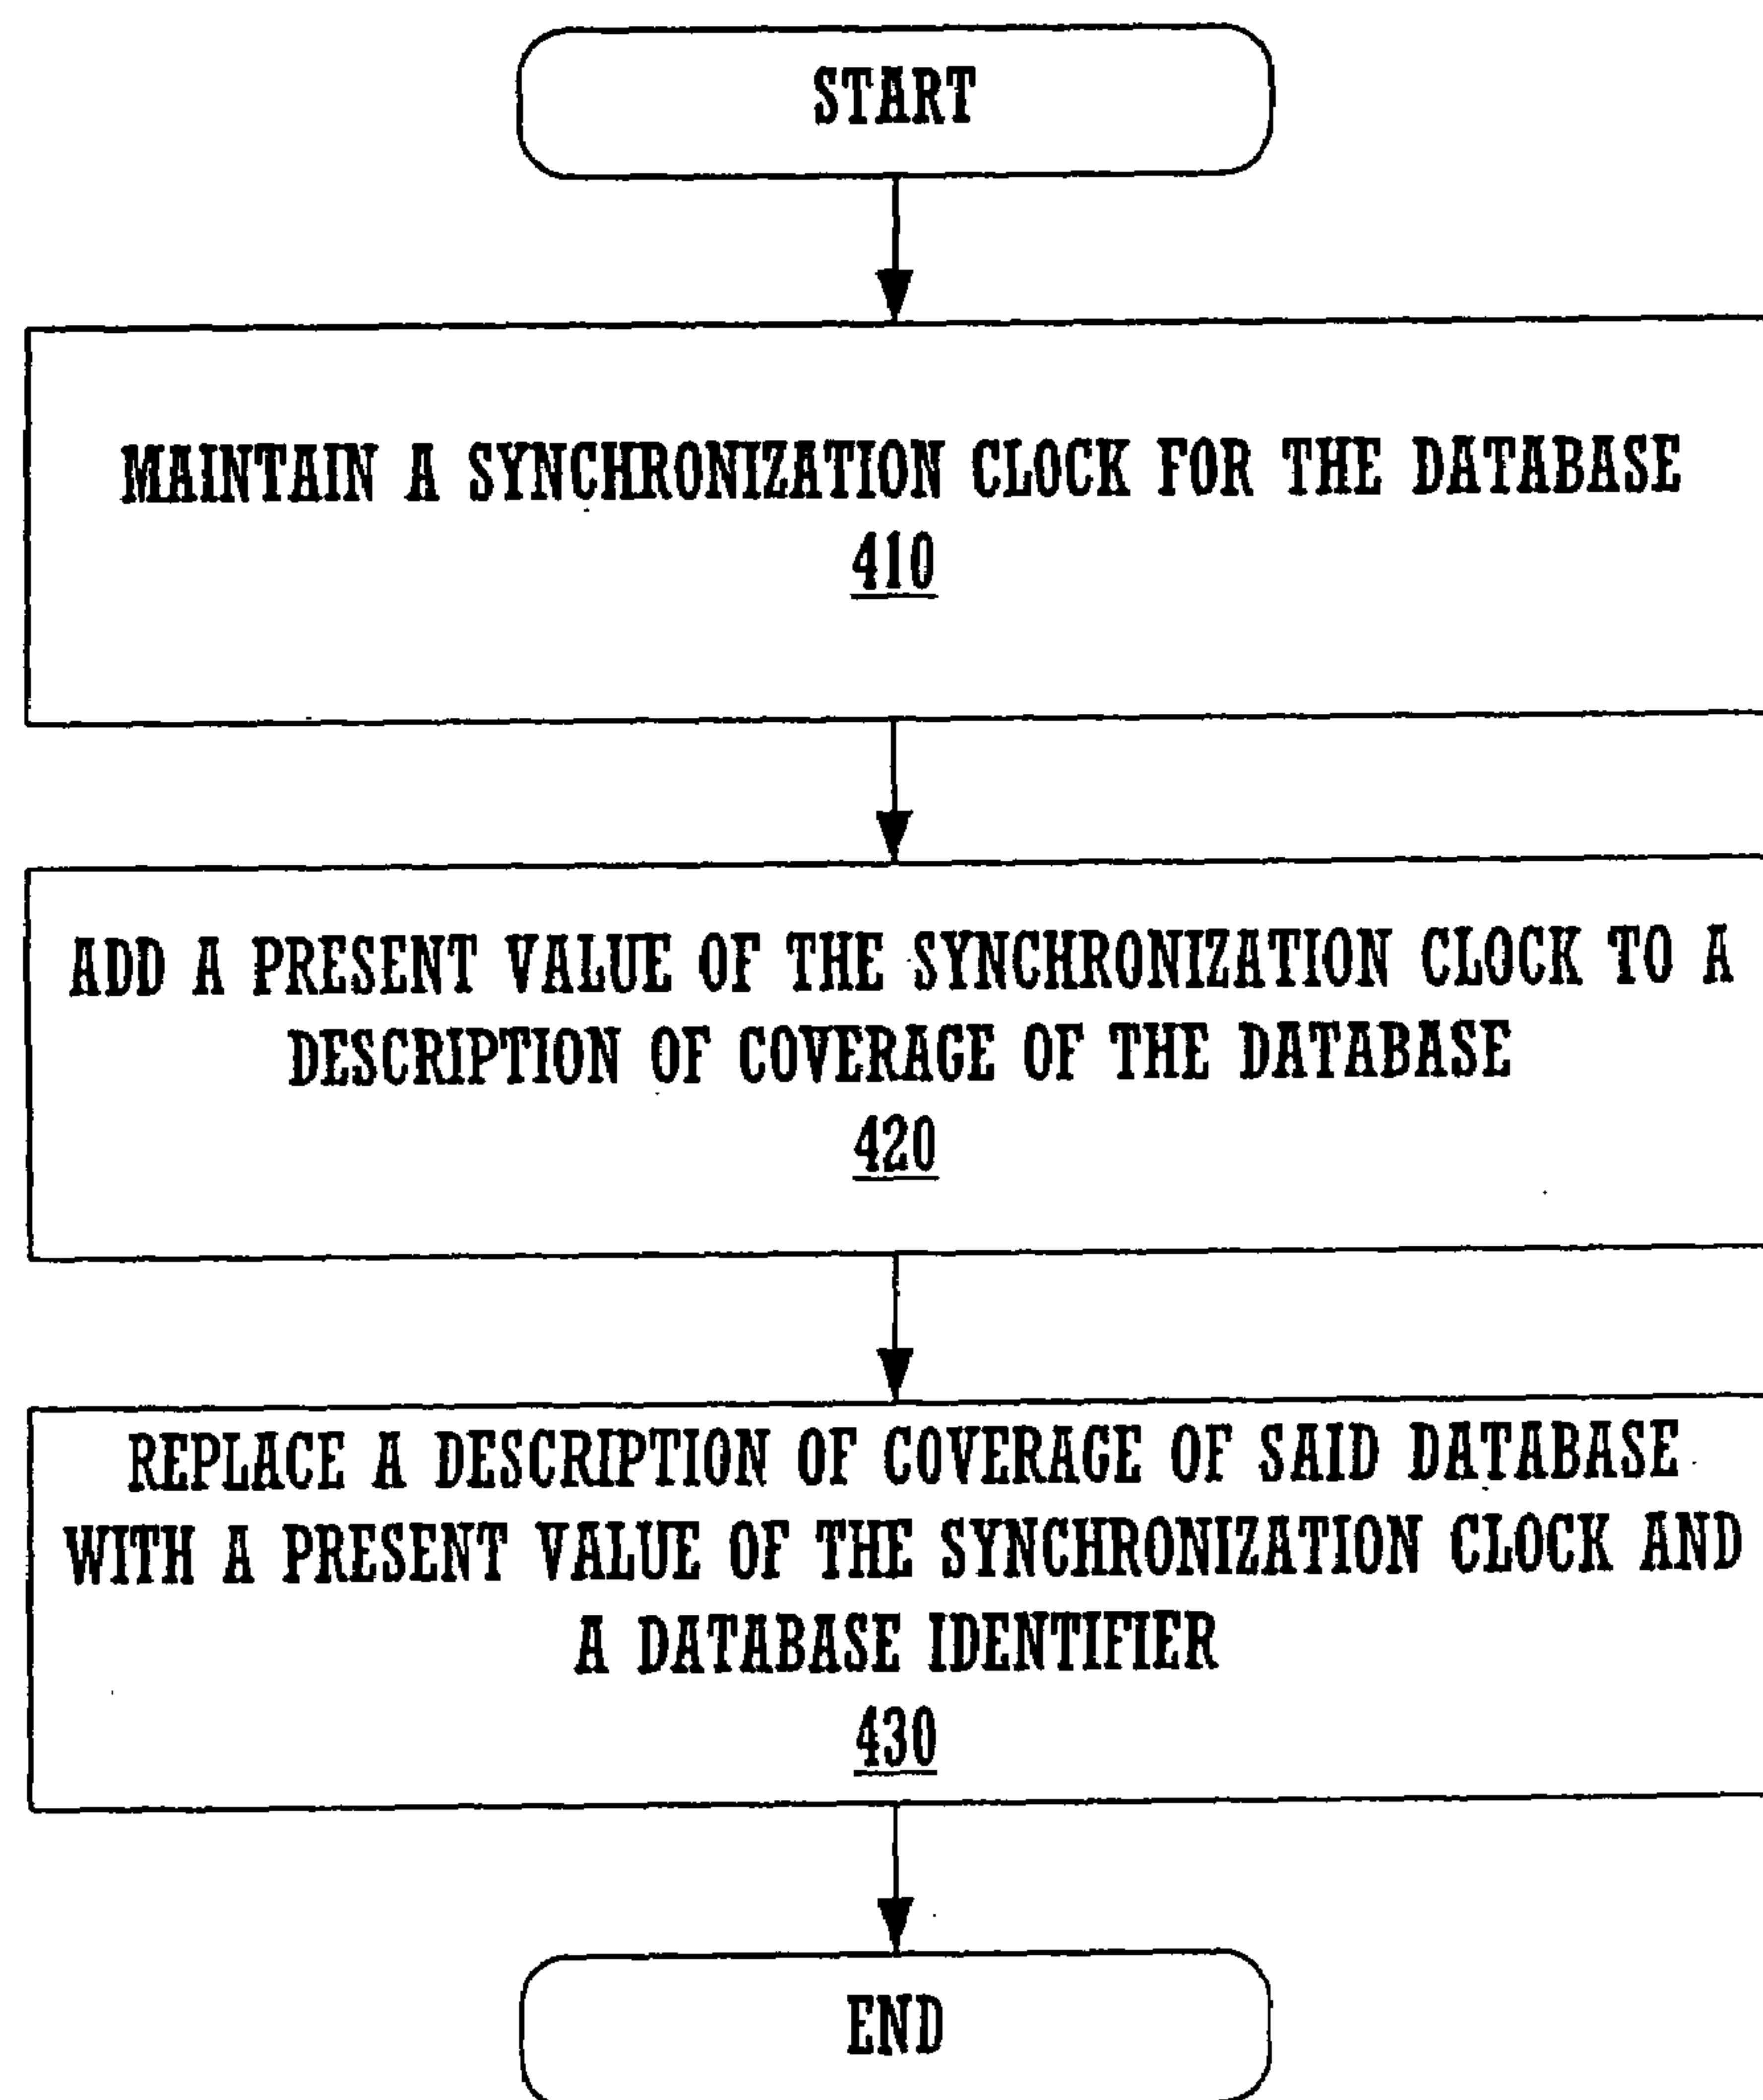 START
MAINTAIN A SYNCHRONIZATION CLOCK FOR THE DATABASE
410
ADD A PRESENT VALUE OF THE SYNCHRONIZATION CLOCK TO A
DESCRIPTION OF COVERAGE OF THE DATABASE
420
REPLACE A DESCRIPTION OF COVERAGE OF SAID DATABASE
WITH A PRESENT VALUE OF THE SYNCHRONIZATION CLOCK AND
A DATABASE IDENTIFIER
430
END